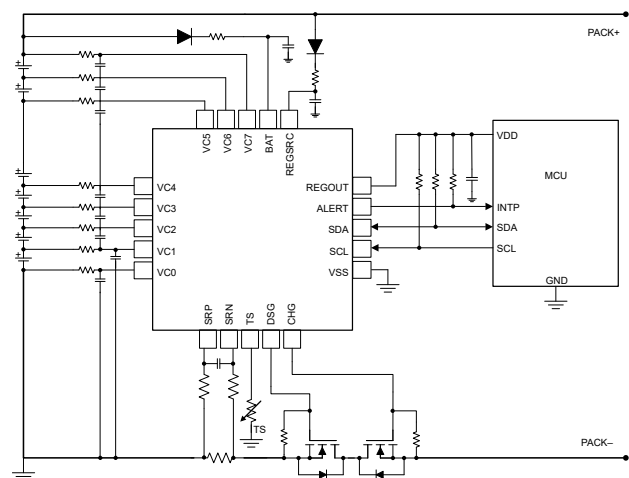 PACK+
VC5
VC6
VC7
BAT
REGSRC
VC4
VC3
VC2
VC1
VC0
REGOUT
ALERT
SDA
SCL
VSS
VDD
MCU
INTP
SDA
SCL
GND
SRP
SRN
TS
DSG
CHG
TS
PACK–